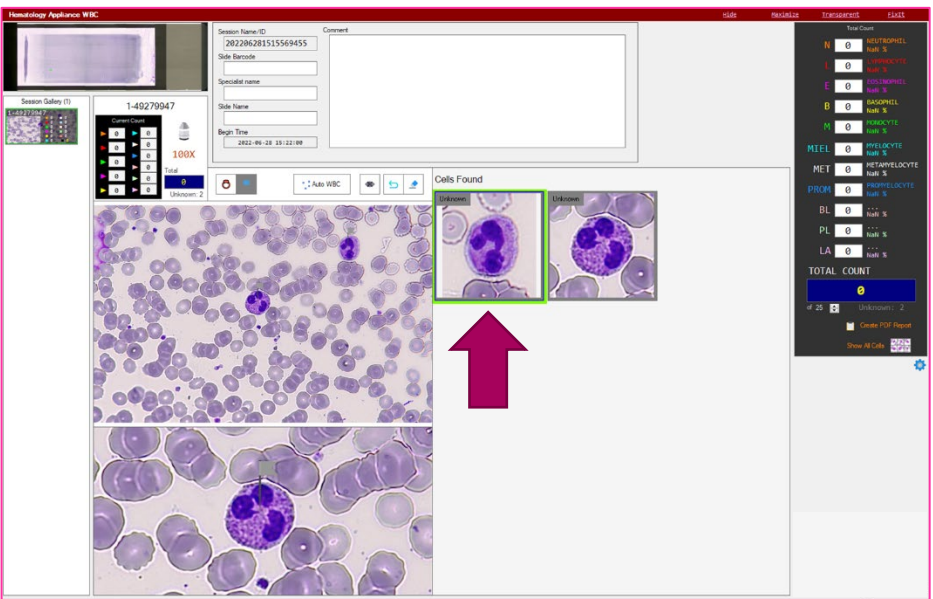 Hematology Appliance WBC
Hide
Maximize
Transparent
FixIt
Session Name/ID
202206281515569455
Slide Barcode
Specialist name
Slide Name
Begin Time
2022-06-28 15:22:00
Comment
Session Gallery (1)
1-49279947
1-49279947
Current Count
0 0
0 0
0 0
0 0
0 0
100X
Total
0
Unknown: 2
Auto WBC
Cells Found
Unknown
Unknown
Total Count
N 0 NEUTROPHIL
NaN %
L 0 LYMPHOCYTE
NaN %
E 0 EOSINOPHIL
NaN %
B 0 BASOPHIL
NaN %
M 0 MONOCYTE
NaN %
MIEL 0 MYELOCYTE
NaN %
MET 0 METAMYELOCYTE
NaN %
PROM 0 PROMYELOCYTE
NaN %
BL 0 ...
NaN %
PL 0 ...
NaN %
LA 0 ...
NaN %
TOTAL COUNT
0
of 25
Unknown: 2
Create PDF Report
Show All Cells